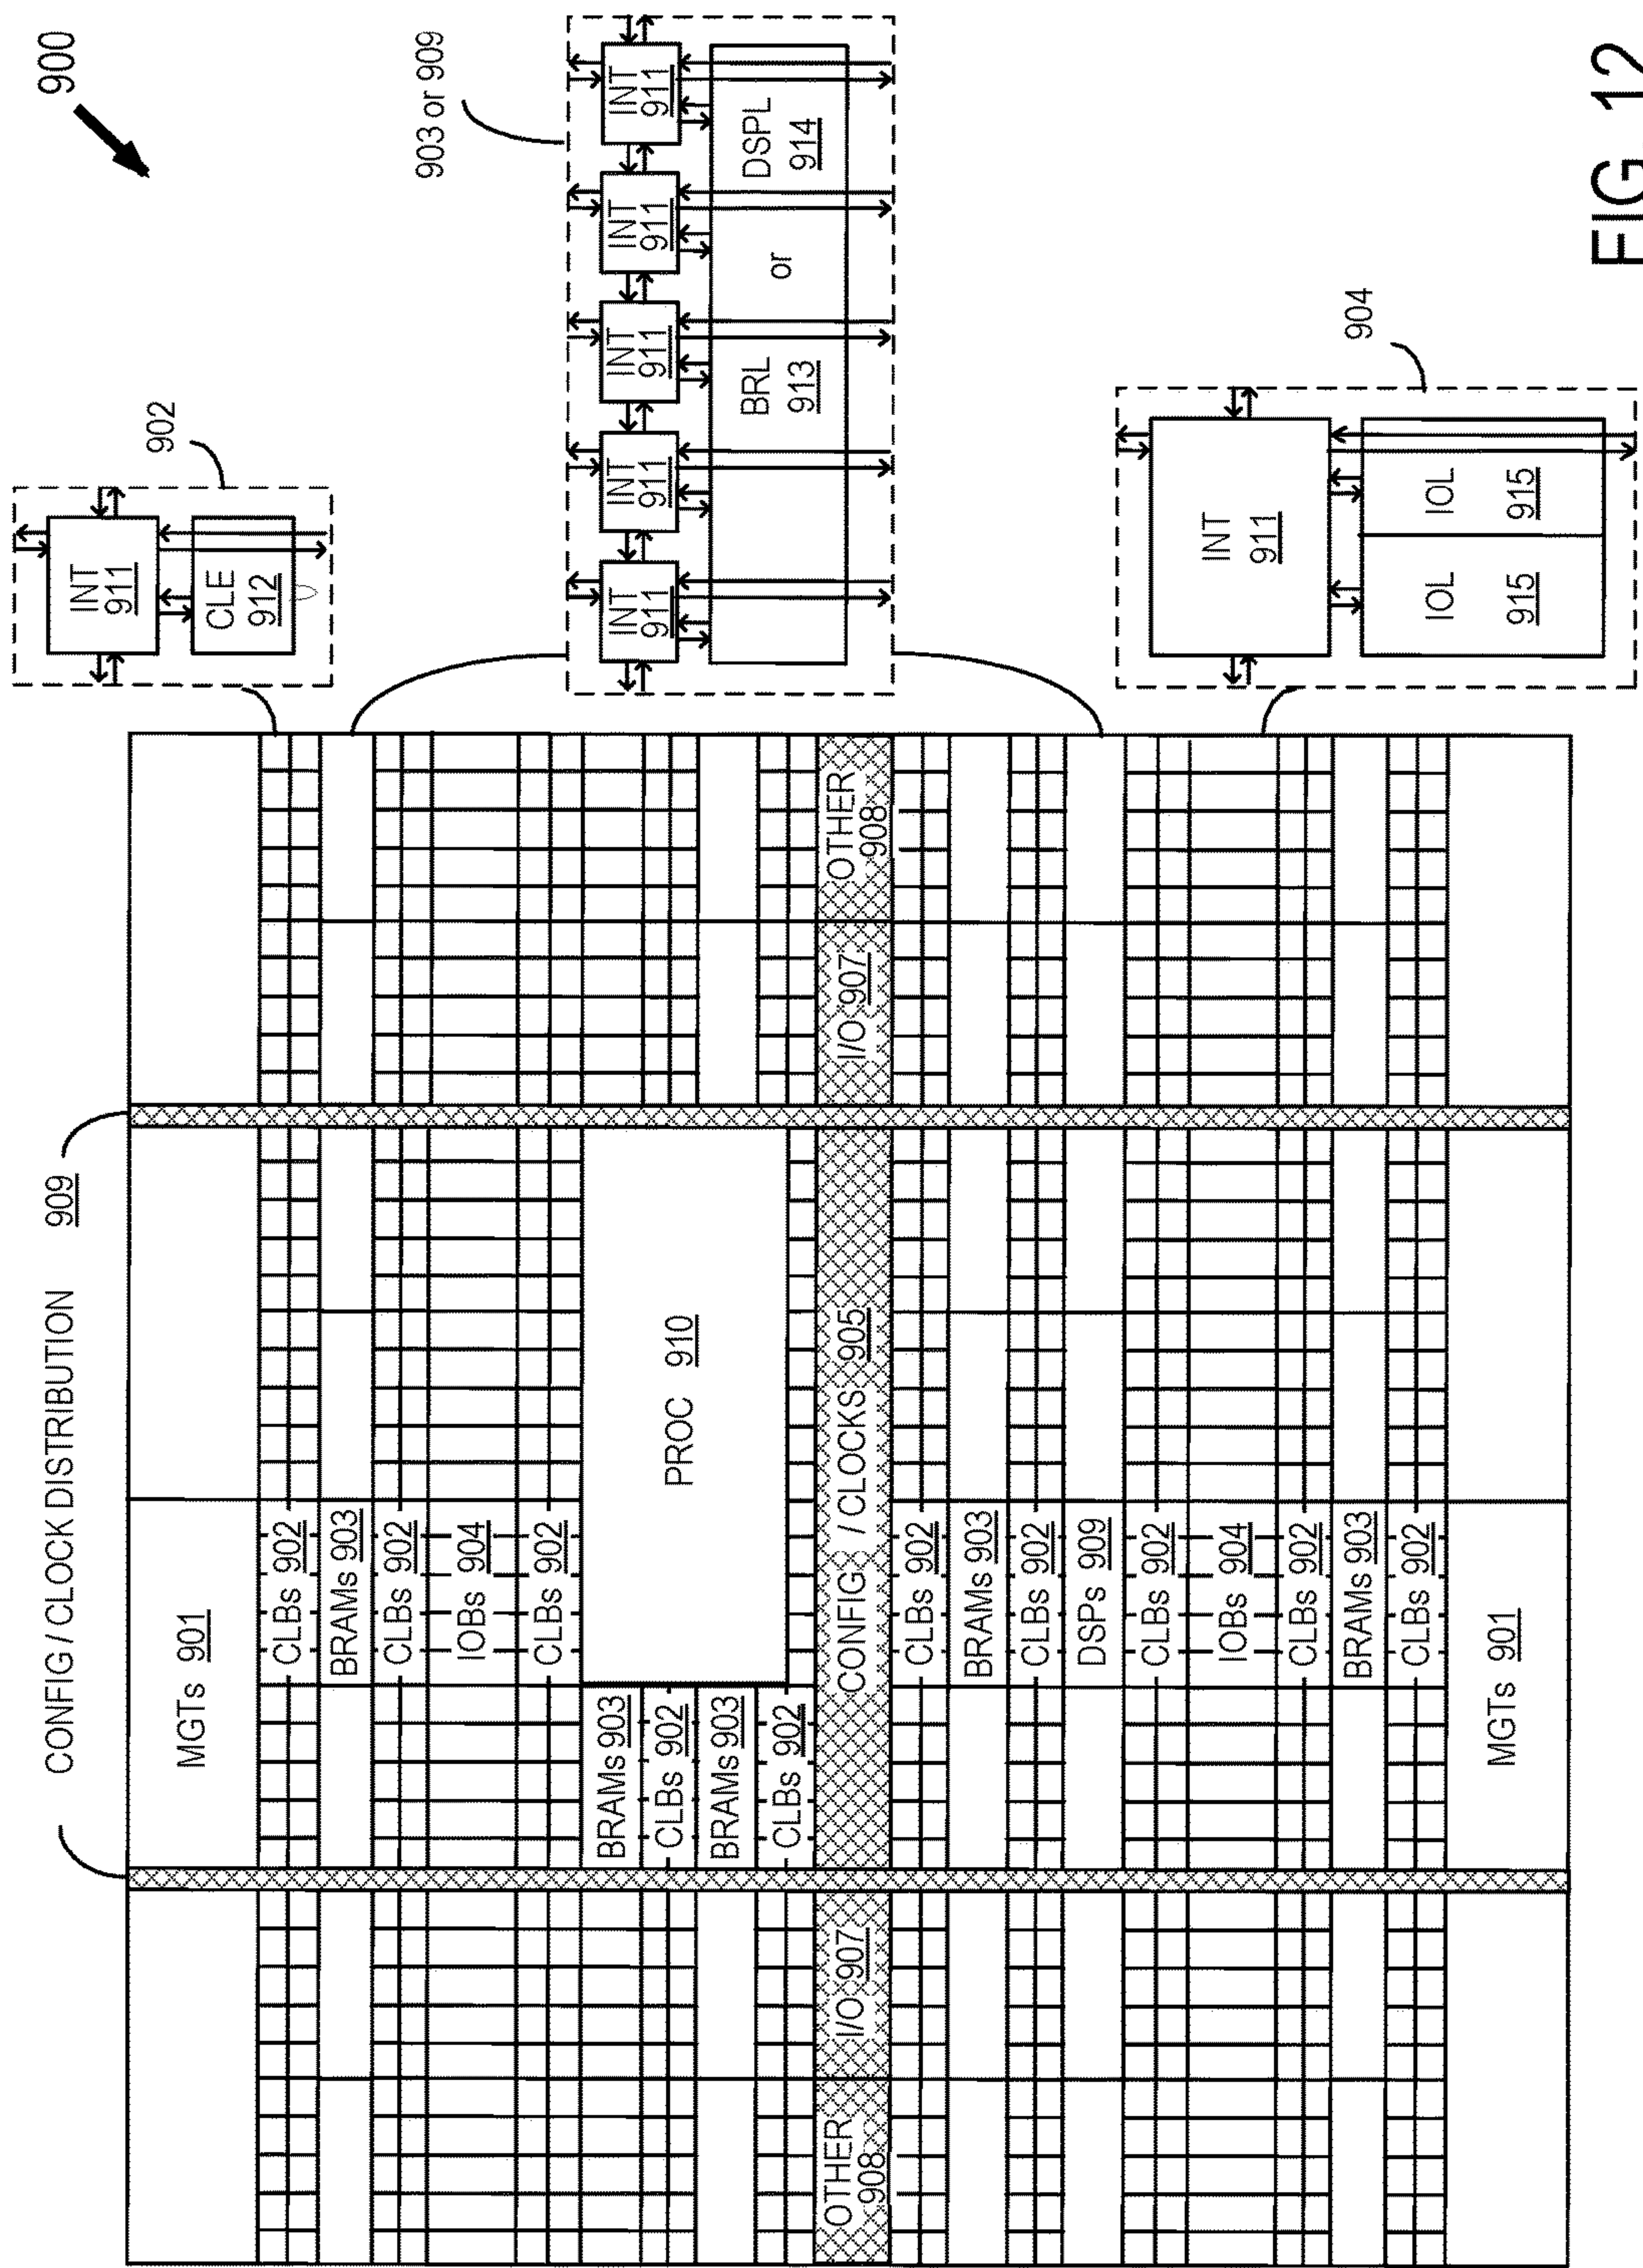 900
CONFIG / CLOCK DISTRIBUTION 909
MGTs 901
CLBs 902
BRAMs 903
CLBs 902
IOBs 904
CLBs 902
BRAMs 903
CLBs 902
BRAMs 903
CLBs 902
PROC 910
OTHER
908
I/O 907
CONFIG / CLOCKS 905
I/O 907
OTHER
908
CLBs 902
BRAMs 903
CLBs 902
DSPs 909
CLBs 902
IOBs 904
CLBs 902
BRAMs 903
CLBs 902
MGTs 901
902
INT
911
CLE
912
903 or 909
INT
911
INT
911
INT
911
INT
911
INT
911
BRL
913
or
DSPL
914
904
INT
911
IOL
915
IOL
915
FIG. 12